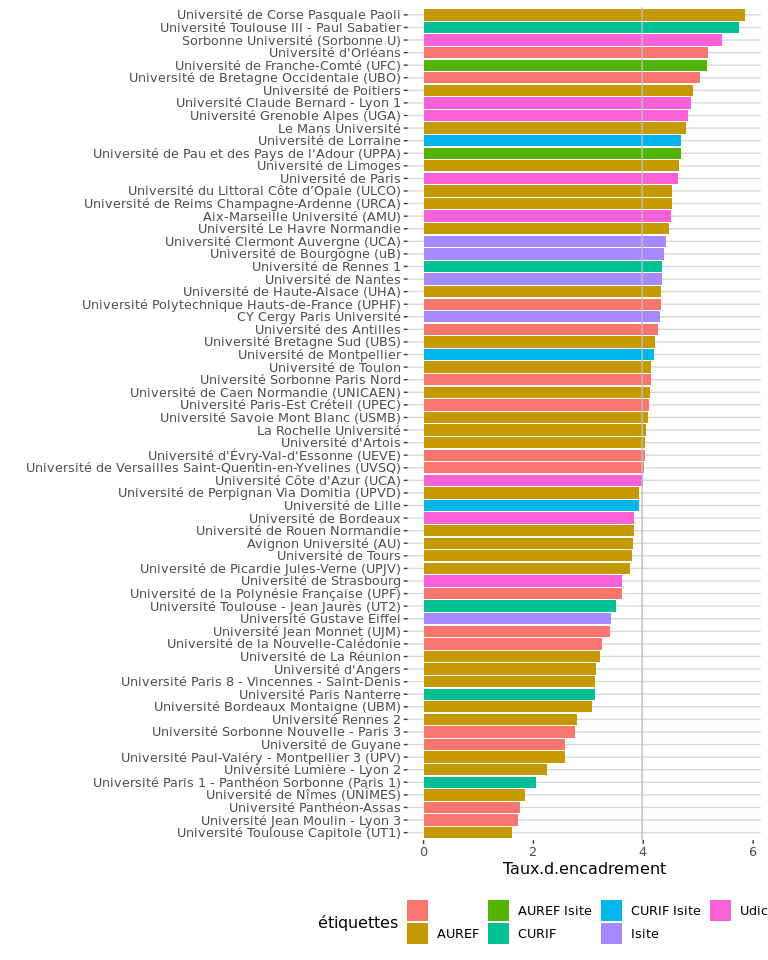 Université de Corse Pasquale Paoli
Université Toulouse III - Paul Sabatier
Sorbonne Université (Sorbonne U)
Université d'Orléans
Université de Franche-Comté (UFC)
Université de Bretagne Occidentale (UBO)
Université de Poitiers
Université Claude Bernard - Lyon 1
Université Grenoble Alpes (UGA)
Le Mans Université
Université de Lorraine
Université de Pau et des Pays de l'Adour (UPPA)
Université de Limoges
Université de Paris
Université du Littoral Côte d’Opale (ULCO)
Université de Reims Champagne-Ardenne (URCA)
Aix-Marseille Université (AMU)
Université Le Havre Normandie
Université Clermont Auvergne (UCA)
Université de Bourgogne (uB)
Université de Rennes 1
Université de Nantes
Université de Haute-Alsace (UHA)
Université Polytechnique Hauts-de-France (UPHF)
CY Cergy Paris Université
Université des Antilles
Université Bretagne Sud (UBS)
Université de Montpellier
Université de Toulon
Université Sorbonne Paris Nord
Université de Caen Normandie (UNICAEN)
Université Paris-Est Créteil (UPEC)
Université Savoie Mont Blanc (USMB)
La Rochelle Université
Université d'Artois
Université d'Évry-Val-d'Essonne (UEVE)
Université de Versailles Saint-Quentin-en-Yvelines (UVSQ)
Université Côte d'Azur (UCA)
Université de Perpignan Via Domitia (UPVD)
Université de Lille
Université de Bordeaux
Université de Rouen Normandie
Avignon Université (AU)
Université de Tours
Université de Picardie Jules-Verne (UPJV)
Université de Strasbourg
Université de la Polynésie Française (UPF)
Université Toulouse - Jean Jaurès (UT2)
Université Gustave Eiffel
Université Jean Monnet (UJM)
Université de la Nouvelle-Calédonie
Université de La Réunion
Université d'Angers
Université Paris 8 - Vincennes - Saint-Denis
Université Paris Nanterre
Université Bordeaux Montaigne (UBM)
Université Rennes 2
Université Sorbonne Nouvelle - Paris 3
Université de Guyane
Université Paul-Valéry - Montpellier 3 (UPV)
Université Lumière - Lyon 2
Université Paris 1 - Panthéon Sorbonne (Paris 1)
Université de Nîmes (UNIMES)
Université Panthéon-Assas
Université Jean Moulin - Lyon 3
Université Toulouse Capitole (UT1)
0 2 4 6
Taux.d.encadrement
étiquettes
AUREF
AUREF Isite
CURIF
CURIF Isite
Isite
Udic